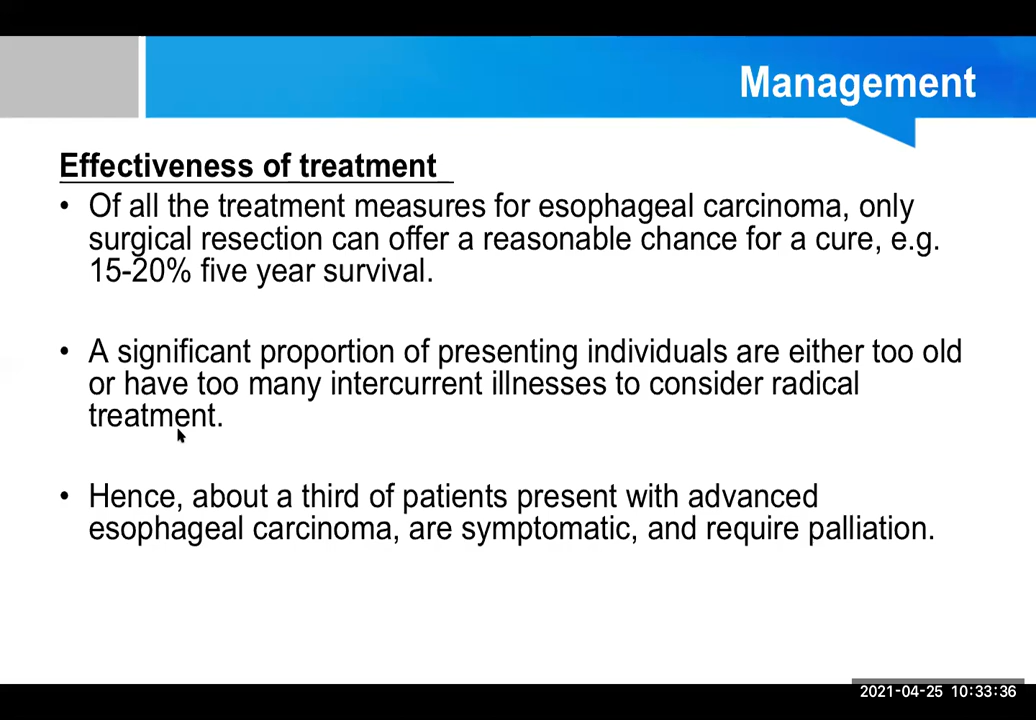 Management
Effectiveness of treatment
• Of all the treatment measures for esophageal carcinoma, only
surgical resection can offer a reasonable chance for a cure, e.g.
15-20% five year survival.
• A significant proportion of presenting individuals are either too old
or have too many intercurrent illnesses to consider radical
treatment.
• Hence, about a third of patients present with advanced
esophageal carcinoma, are symptomatic, and require palliation.
2021-04-25 10:33:36